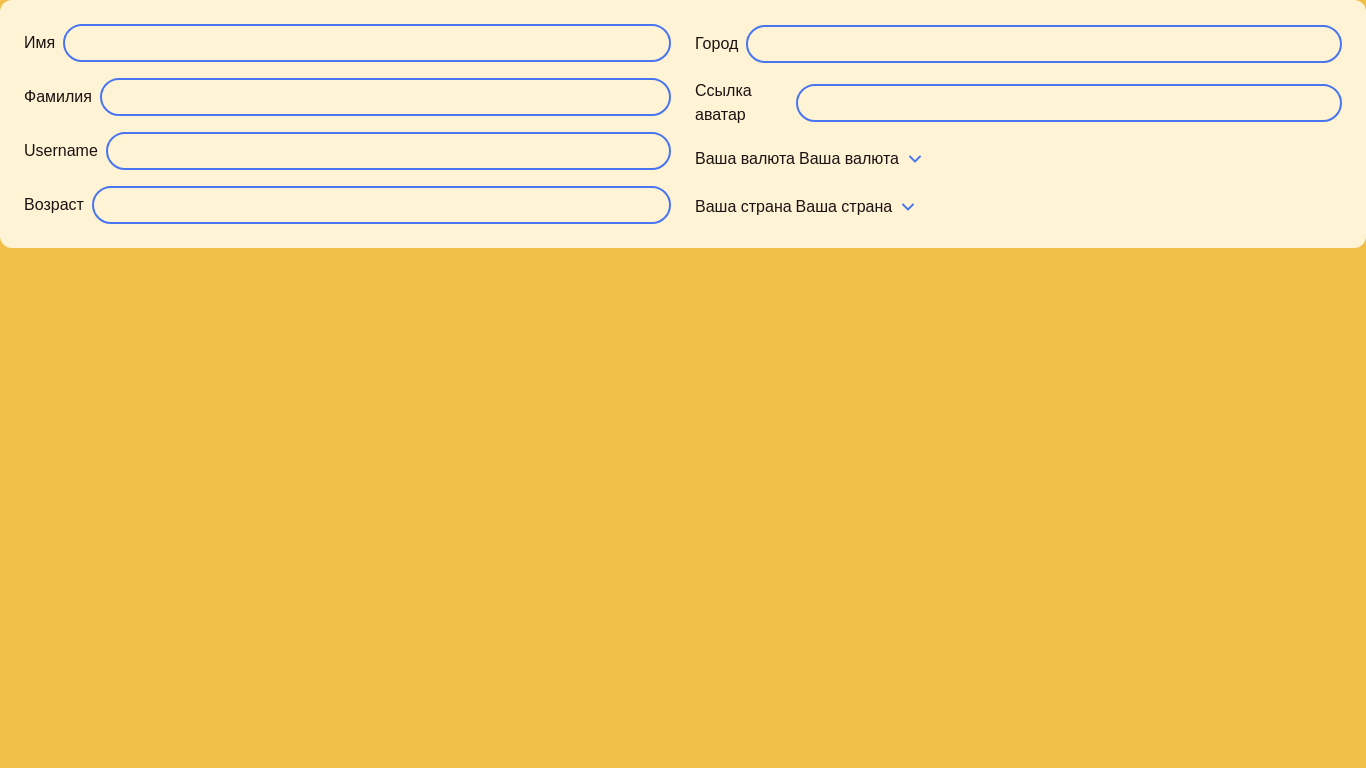 Имя
Фамилия
Username
Возраст
Город
Ссылка
аватар
Ваша валюта Ваша валюта
Ваша страна Ваша страна